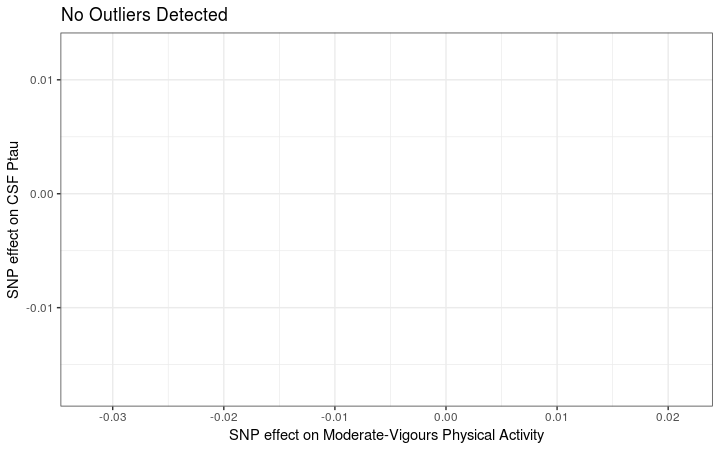 No Outliers Detected
SNP effect on CSF Ptau
0.01
0.00
-0.01
-0.03 -0.02 -0.01 0.00 0.01 0.02
SNP effect on Moderate-Vigours Physical Activity